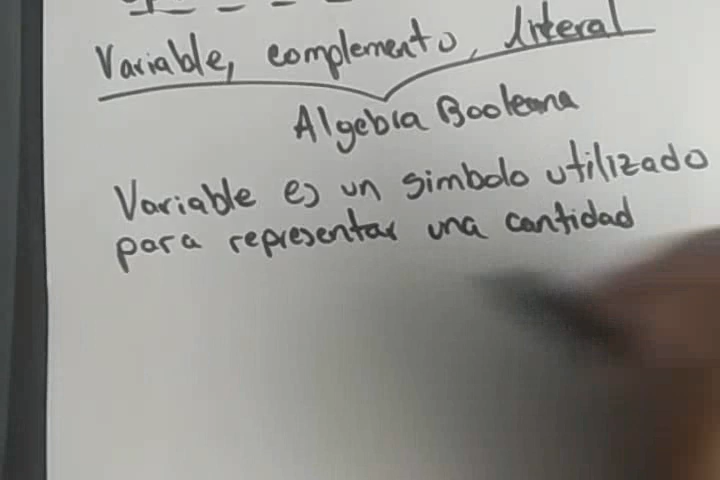 Variable, complemento, literal
Algebra Booleana
Variable es un simbolo utilizado
para representar una cantidad